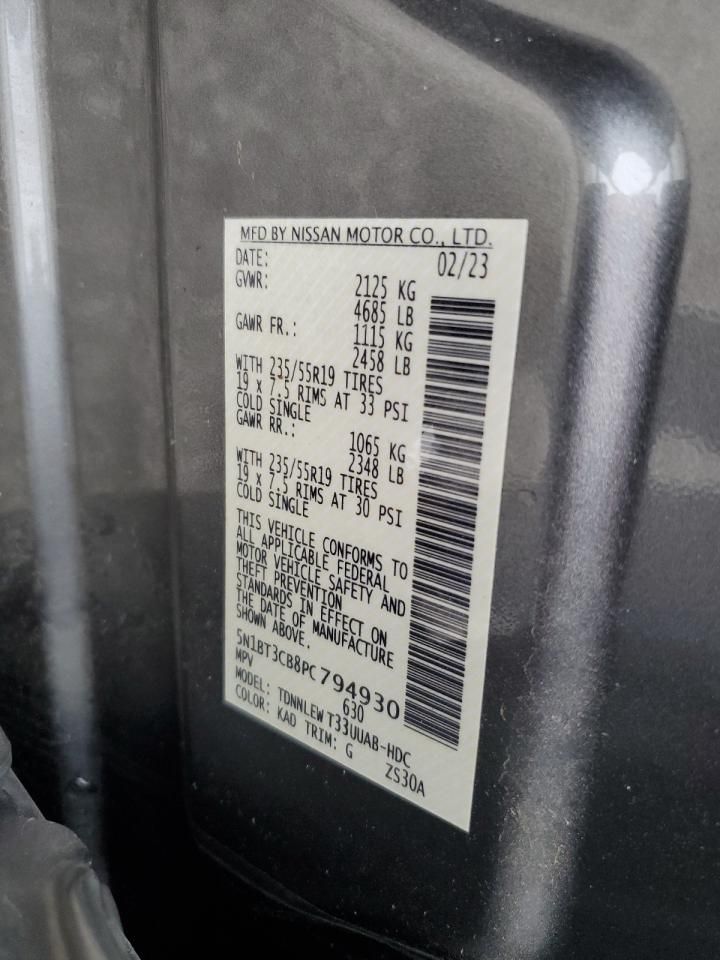 MFD BY NISSAN MOTOR CO., LTD.
DATE: 02/23
GVWR: 2125 KG
4685 LB
GAWR FR.: 1115 KG
2458 LB
WITH 235/55R19 TIRES
19 x 7.5 RIMS AT 33 PSI
COLD SINGLE
GAWR RR.: 1065 KG
2348 LB
WITH 235/55R19 TIRES
19 x 7.5 RIMS AT 30 PSI
COLD SINGLE
THIS VEHICLE CONFORMS TO
ALL APPLICABLE FEDERAL
MOTOR VEHICLE SAFETY AND
THEFT PREVENTION
STANDARDS IN EFFECT ON
THE DATE OF MANUFACTURE
SHOWN ABOVE.
5N1BT3CB8PC794930
MPV 630
MODEL: TDNNLEW T33UUAB-HDC
COLOR: KAD TRIM: G ZS30A